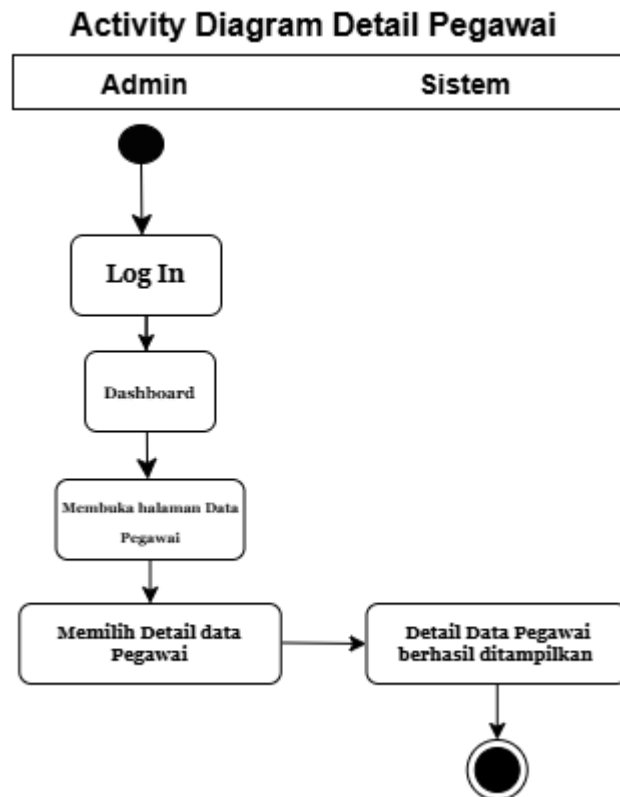 Activity Diagram Detail Pegawai
Admin
Sistem
Log In
Dashboard
Membuka halaman Data
Pegawai
Memilih Detail data
Pegawai
Detail Data Pegawai
berhasil ditampilkan